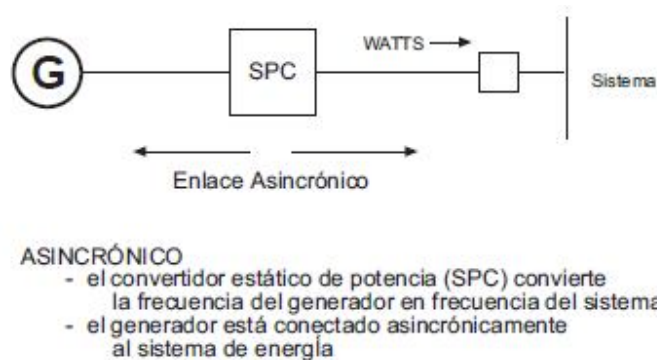 WATTS
G
SPC
Sistema
Enlace Asincrónico
ASINCRÓNICO
- el convertidor estático de potencia (SPC) convierte
la frecuencia del generador en frecuencia del sistema
- el generador está conectado asincrónicamente
al sistema de energía